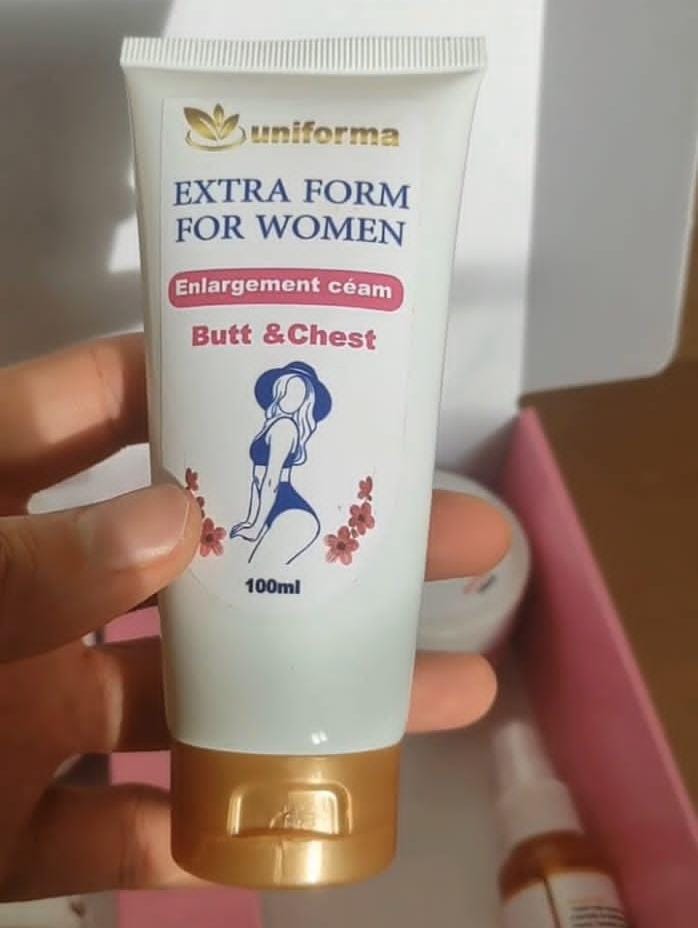 uniforma
EXTRA FORM
FOR WOMEN
Enlargement céam
Butt &Chest
100ml